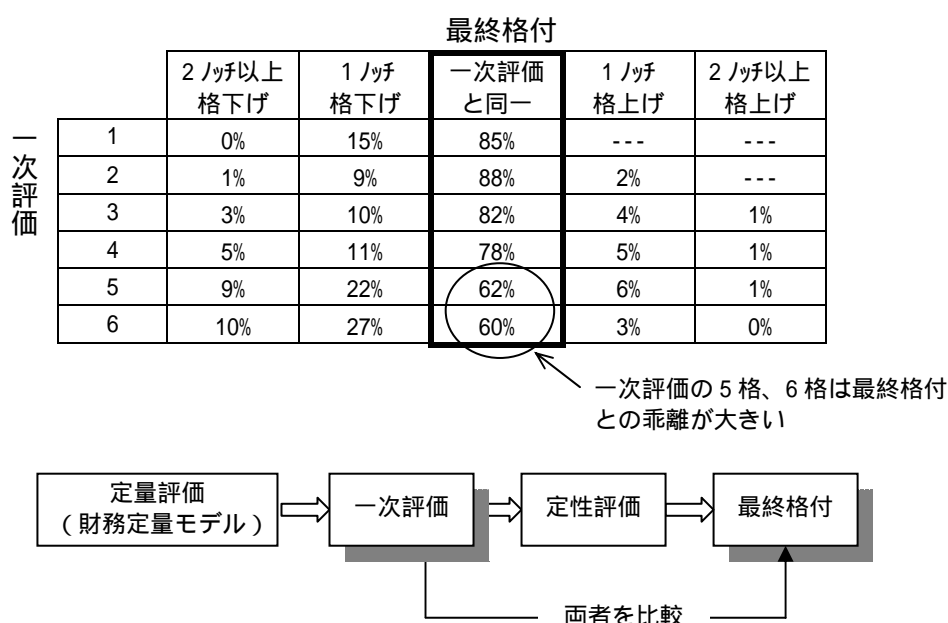 最終格付
2 ﾉｯﾁ以上 1 ﾉｯﾁ 一次評価 1 ﾉｯﾁ 2 ﾉｯﾁ以上
格下げ 格下げ と同一 格上げ 格上げ
一次評価
1 0% 15% 85% --- ---
2 1% 9% 88% 2% ---
3 3% 10% 82% 4% 1%
4 5% 11% 78% 5% 1%
5 9% 22% 62% 6% 1%
6 10% 27% 60% 3% 0%
一次評価の 5 格、6 格は最終格付
との乖離が大きい
定量評価
（財務定量モデル）
一次評価
定性評価
最終格付
両者を比較